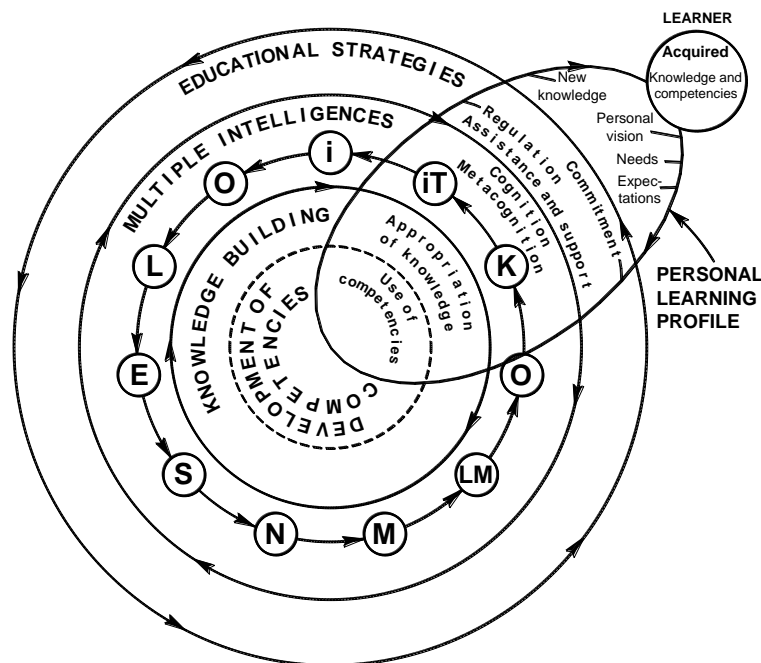 LEARNER
Acquired
Knowledge and
competencies
EDUCATIONAL STRATEGIES
New
knowledge
Personal
vision
Needs
Expec-
tations
PERSONAL
LEARNING
PROFILE
Regulation
Assistance and support
Commitment
MULTIPLE INTELLIGENCES
Cognition
Metacognition
i
iT
O
K
L
E
O
S
LM
N
M
KNOWLEDGE BUILDING
Appropriation
of knowledge
Use of
competencies
DEVELOPMENT OF
COMPETENCIES
COMPETENCIES